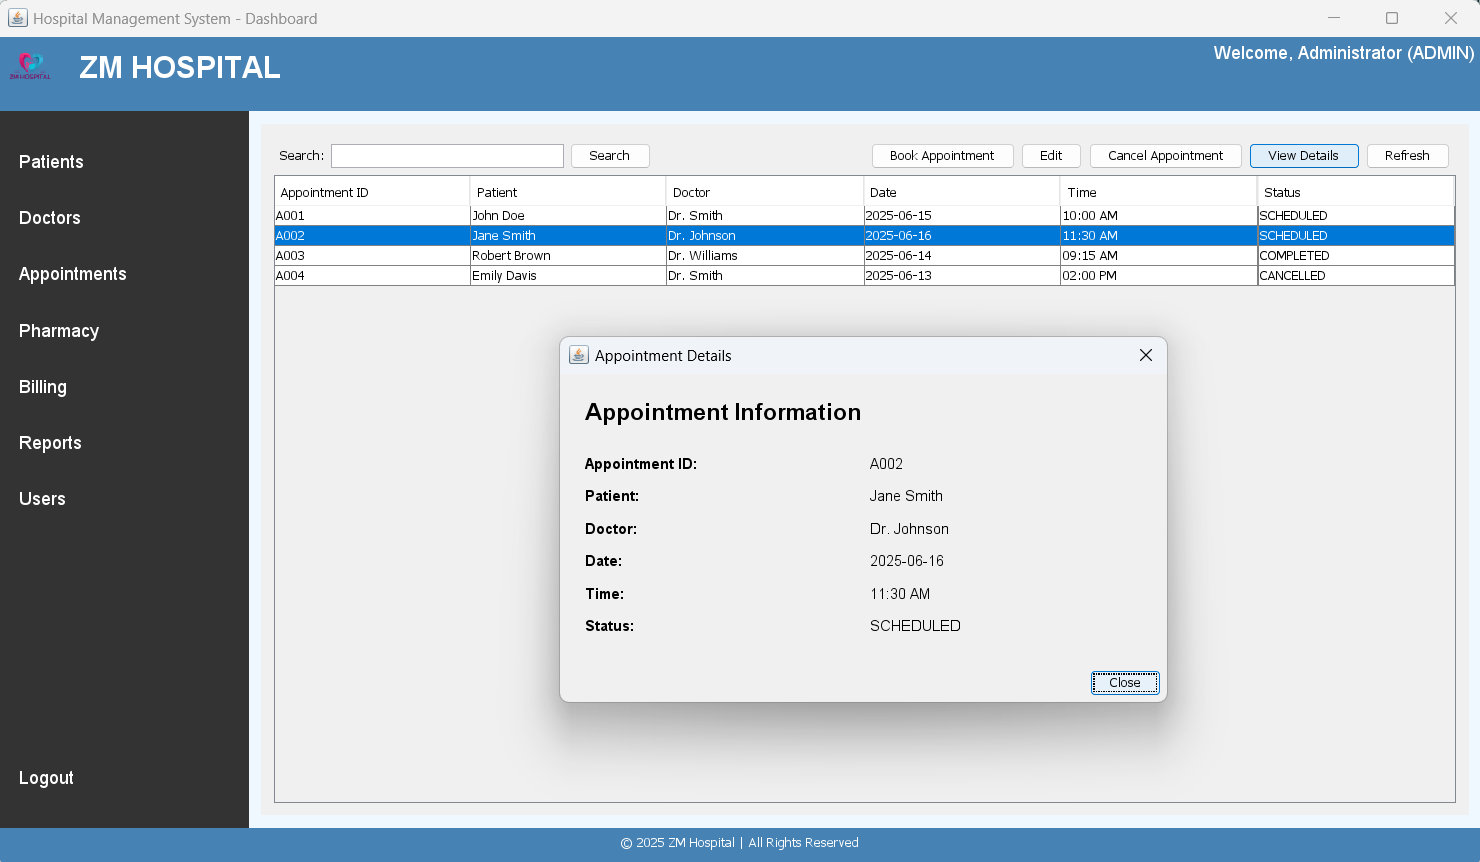 Hospital Management System - Dashboard
ZM HOSPITAL
ZM HOSPITAL
Welcome, Administrator (ADMIN)
Patients
Doctors
Appointments
Pharmacy
Billing
Reports
Users
Logout
Search: Search Book Appointment Edit Cancel Appointment View Details Refresh
Appointment ID Patient Doctor Date Time Status
A001 John Doe Dr. Smith 2025-06-15 10:00 AM SCHEDULED
A002 Jane Smith Dr. Johnson 2025-06-16 11:30 AM SCHEDULED
A003 Robert Brown Dr. Williams 2025-06-14 09:15 AM COMPLETED
A004 Emily Davis Dr. Smith 2025-06-13 02:00 PM CANCELLED
Appointment Details
Appointment Information
Appointment ID: A002
Patient: Jane Smith
Doctor: Dr. Johnson
Date: 2025-06-16
Time: 11:30 AM
Status: SCHEDULED
Close
© 2025 ZM Hospital | All Rights Reserved